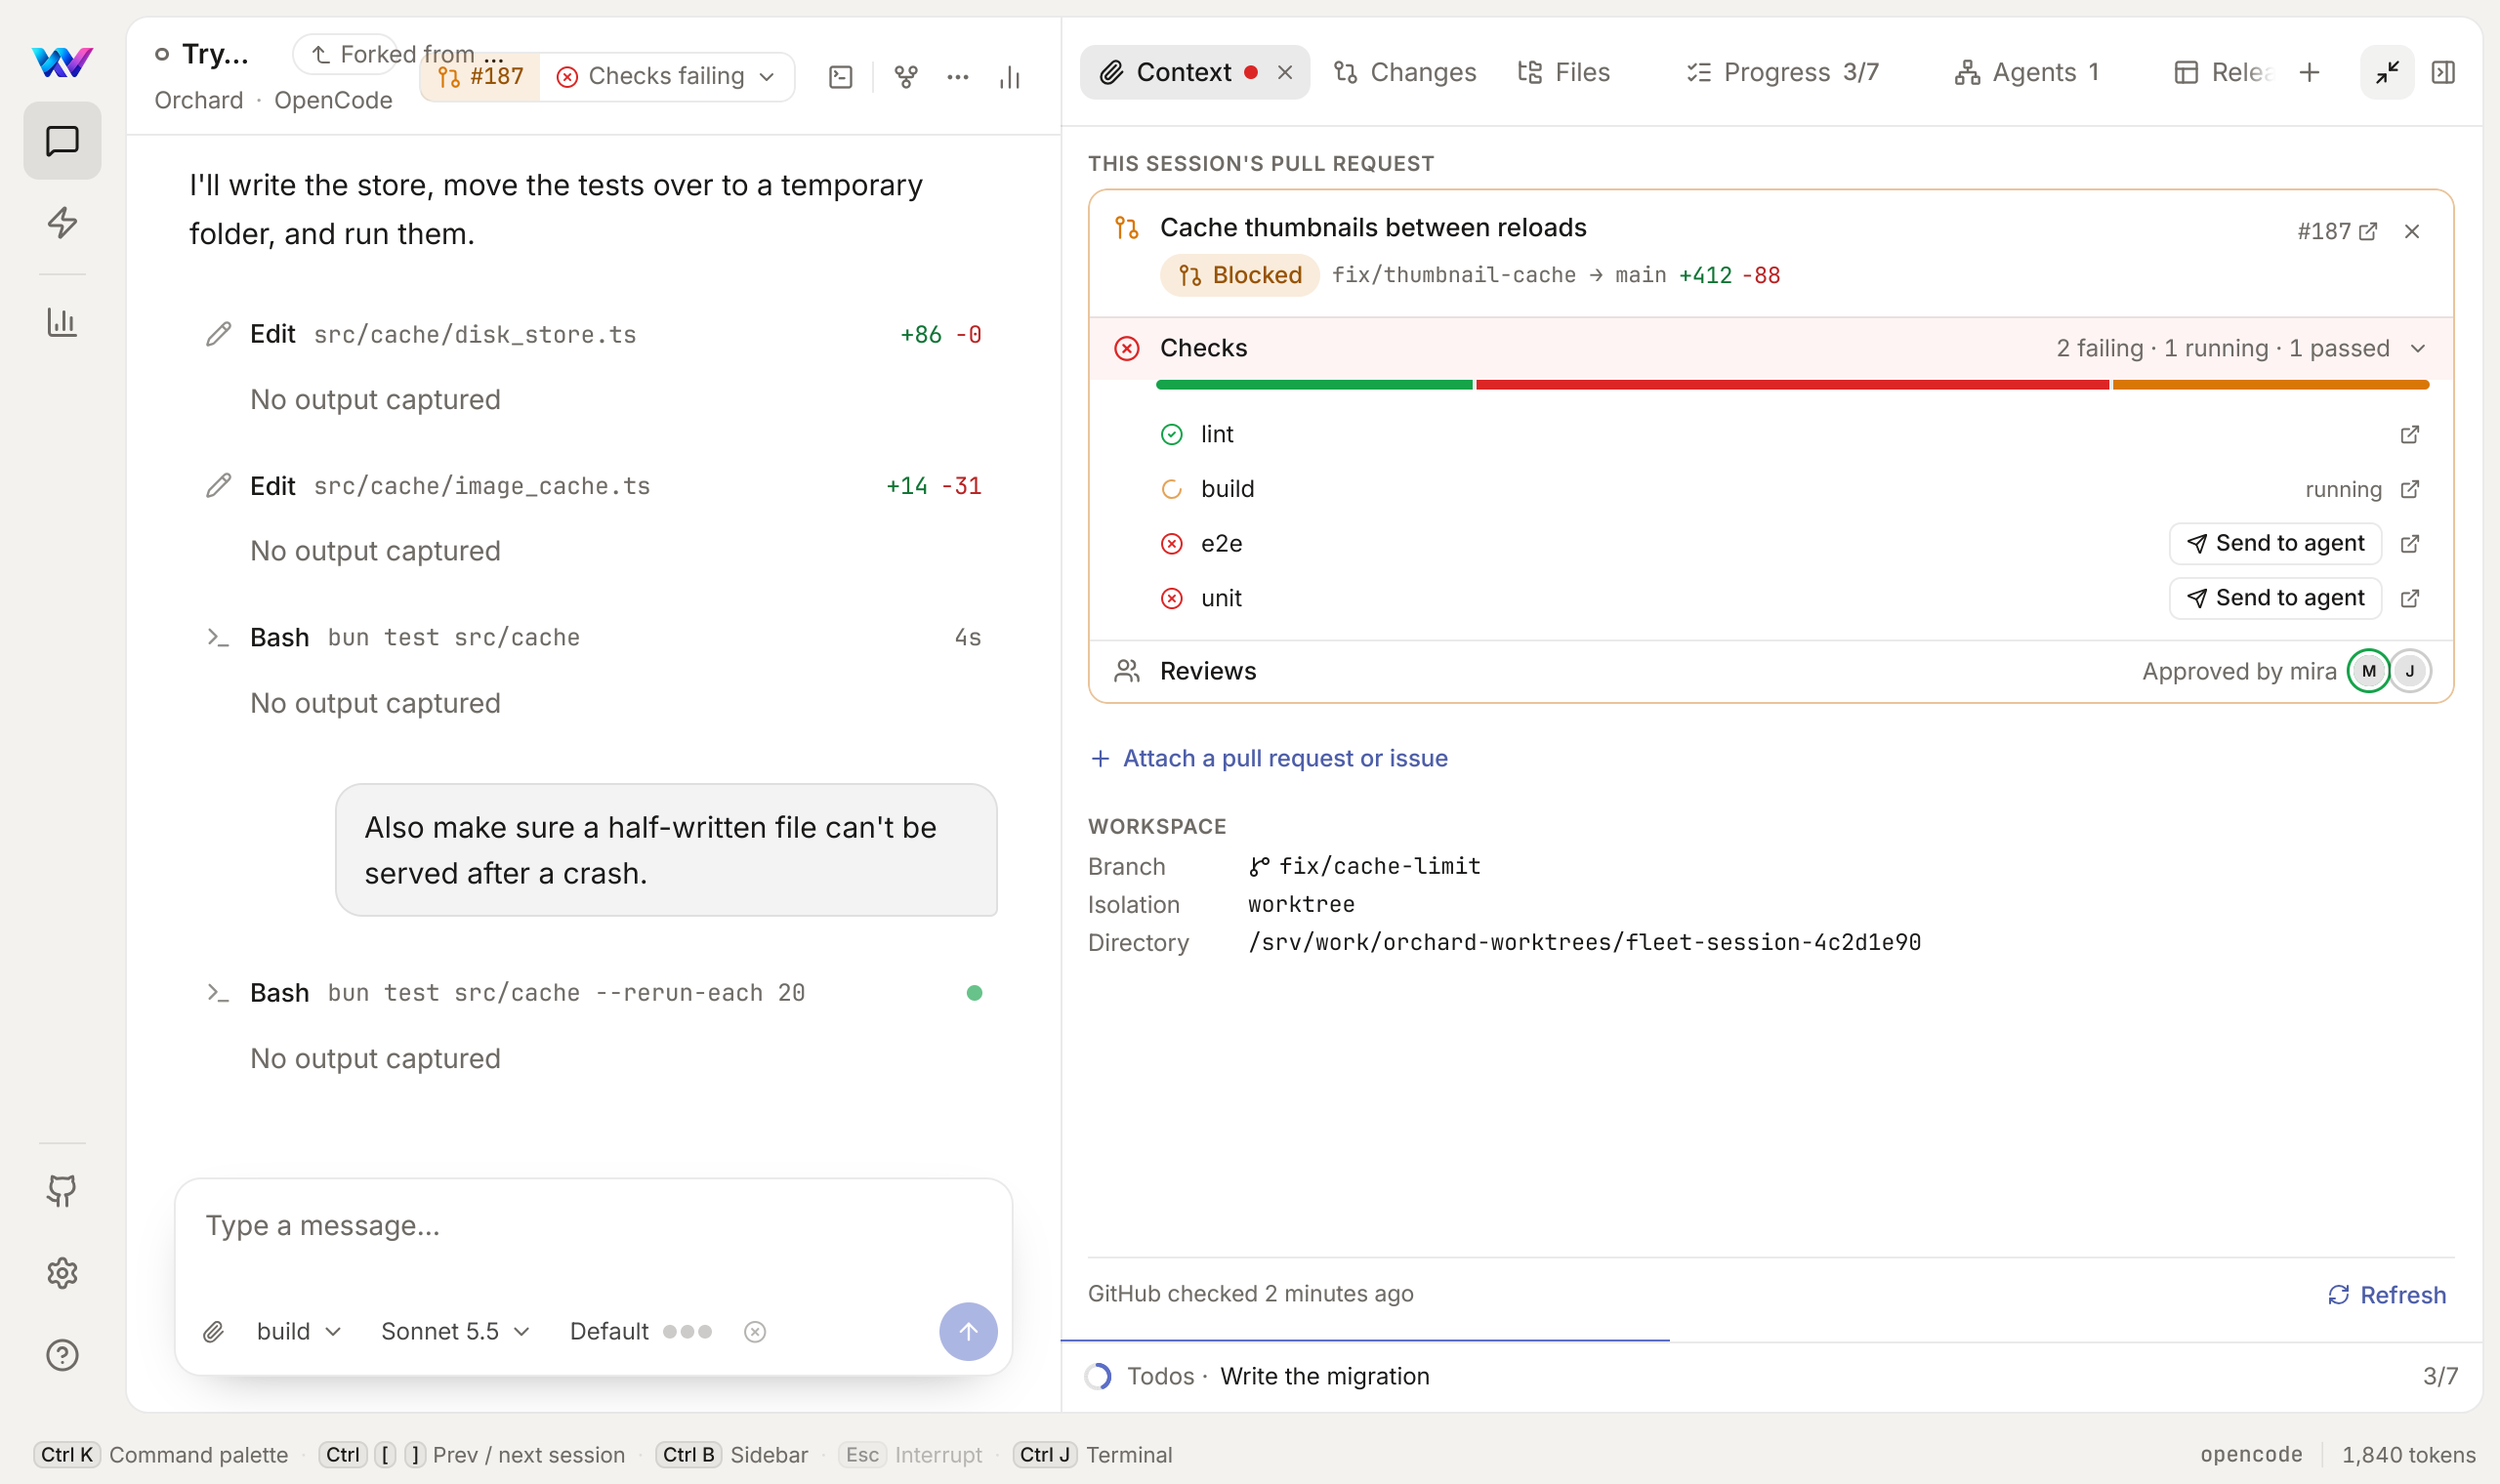 Try...
Forked from ...
Orchard · OpenCode
#187
Checks failing
Context
Changes
Files
Progress 3/7
Agents 1
I'll write the store, move the tests over to a temporary
folder, and run them.
Edit src/cache/disk_store.ts +86 -0
No output captured
Edit src/cache/image_cache.ts +14 -31
No output captured
Bash bun test src/cache 4s
No output captured
Also make sure a half-written file can't be
served after a crash.
Bash bun test src/cache --rerun-each 20
No output captured
Type a message...
build
Sonnet 5.5
Default
THIS SESSION'S PULL REQUEST
Cache thumbnails between reloads #187
Blocked fix/thumbnail-cache → main +412 -88
Checks 2 failing · 1 running · 1 passed
lint
build running
e2e Send to agent
unit Send to agent
Reviews Approved by mira M J
+ Attach a pull request or issue
WORKSPACE
Branch fix/cache-limit
Isolation worktree
Directory /srv/work/orchard-worktrees/fleet-session-4c2d1e90
GitHub checked 2 minutes ago Refresh
Todos · Write the migration 3/7
Ctrl K Command palette · Ctrl [ ] Prev / next session · Ctrl B Sidebar · Esc Interrupt · Ctrl J Terminal
opencode 1,840 tokens